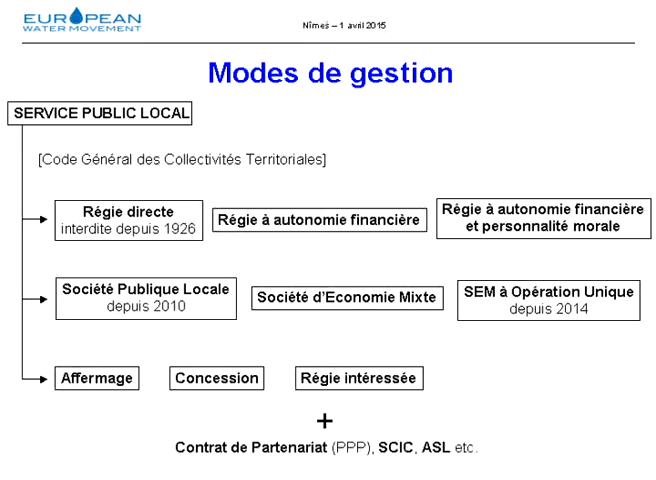 EUROPEAN
WATER MOVEMENT
Nîmes – 1 avril 2015
Modes de gestion
SERVICE PUBLIC LOCAL
[Code Général des Collectivités Territoriales]
Régie directe
interdite depuis 1926
Régie à autonomie financière
Régie à autonomie financière
et personnalité morale
Société Publique Locale
depuis 2010
Société d'Economie Mixte
SEM à Opération Unique
depuis 2014
Affermage
Concession
Régie intéressée
+
Contrat de Partenariat (PPP), SCIC, ASL etc.